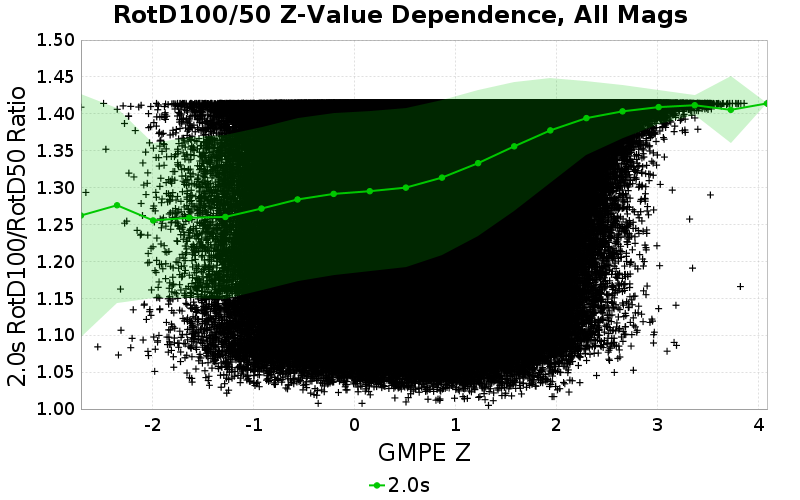 RotD100/50 Z-Value Dependence, All Mags
2.0s RotD100/RotD50 Ratio
1.50
1.45
1.40
1.35
1.30
1.25
1.20
1.15
1.10
1.05
1.00
-2 -1 0 1 2 3 4
GMPE Z
2.0s